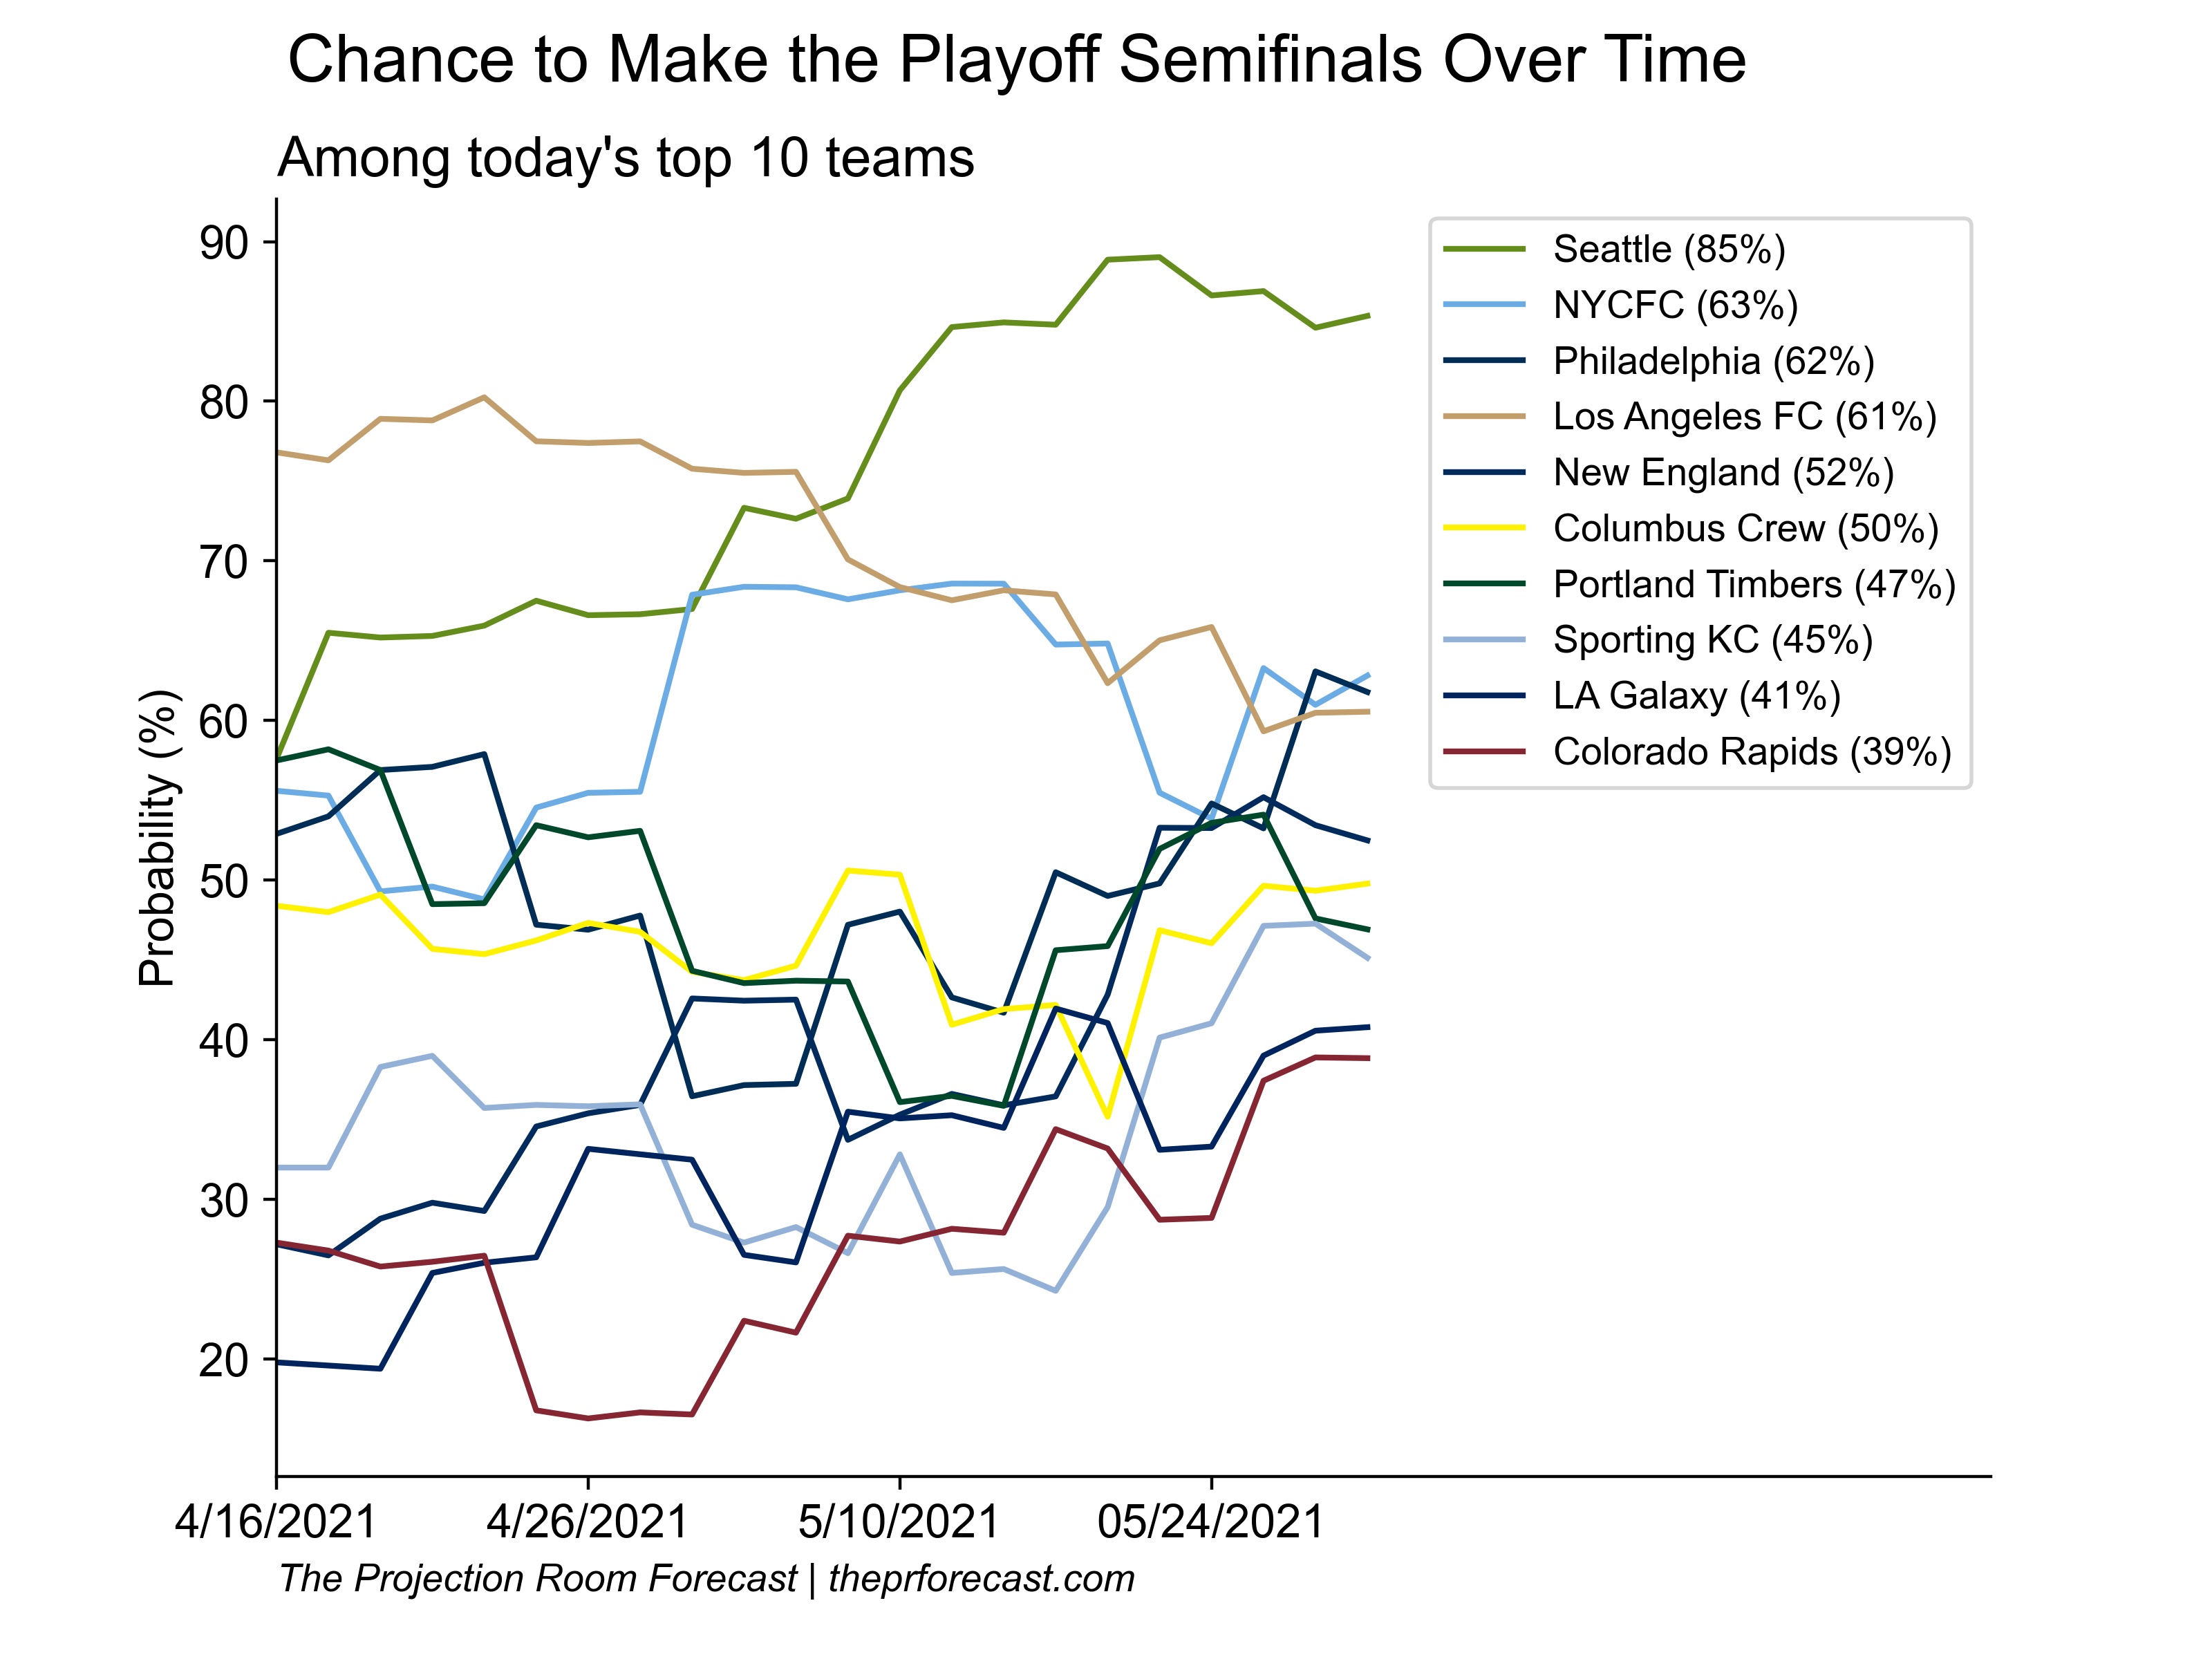 Chance to Make the Playoff Semifinals Over Time
Among today's top 10 teams
90
80
70
60
50
40
30
20
Probability (%)
Seattle (85%)
NYCFC (63%)
Philadelphia (62%)
Los Angeles FC (61%)
New England (52%)
Columbus Crew (50%)
Portland Timbers (47%)
Sporting KC (45%)
LA Galaxy (41%)
Colorado Rapids (39%)
4/16/2021 4/26/2021 5/10/2021 05/24/2021
The Projection Room Forecast | theprforecast.com